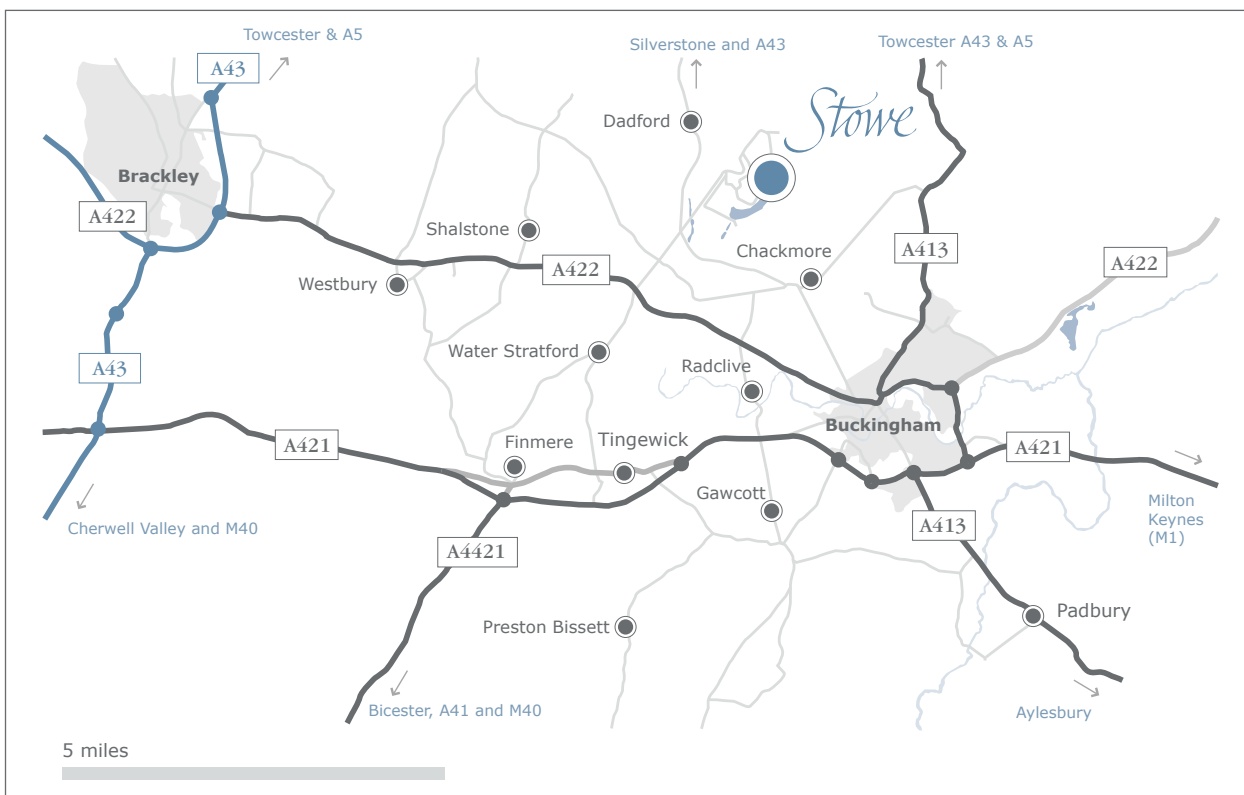 Towcester & A5
Silverstone and A43
Towcester A43 & A5
A43
Stowe
Dadford
Brackley
A422
Shalstone
Chackmore
A413
A422
A422
Westbury
Water Stratford
Radclive
A43
Buckingham
A421
Finmere
Tingewick
A421
Gawcott
Cherwell Valley and M40
Milton
Keynes
(M1)
A413
A4421
Padbury
Preston Bissett
Bicester, A41 and M40
Aylesbury
5 miles